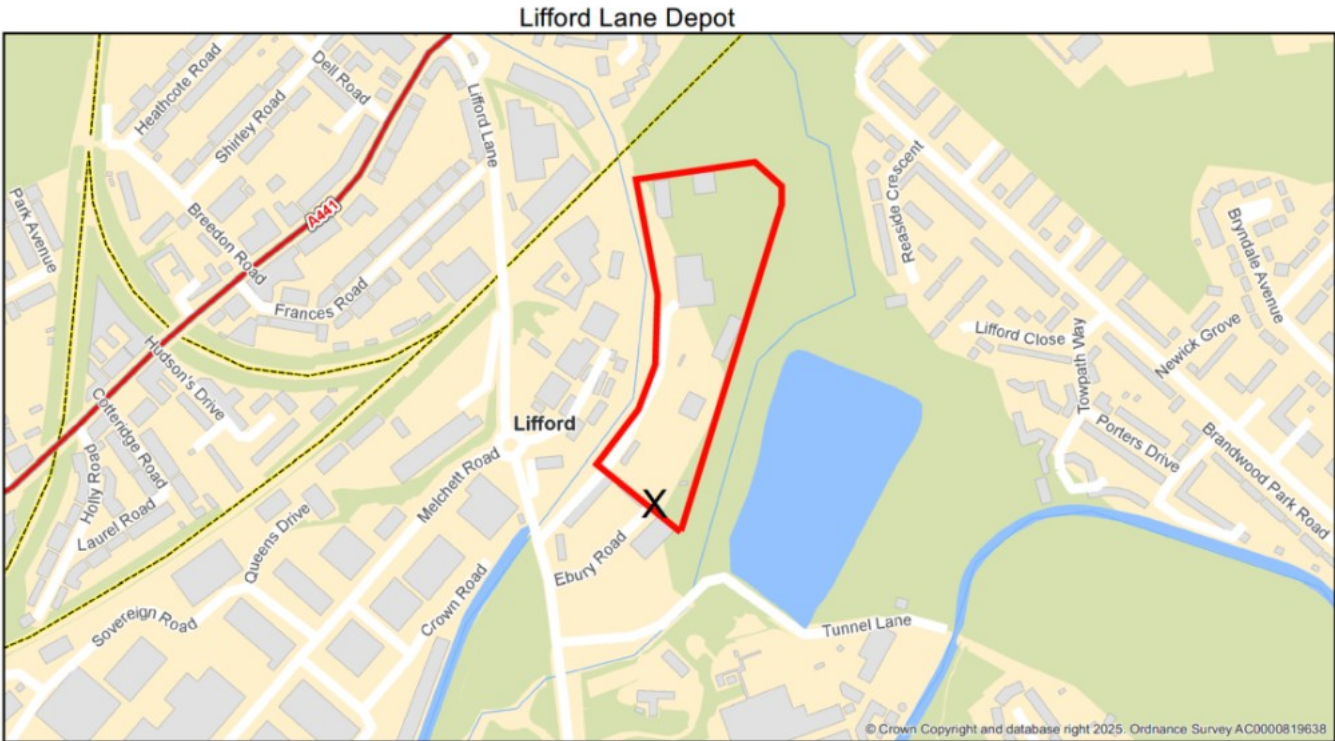 Lifford Lane Depot
Heathcote Road
Dell Road
Shirley Road
Lifford Lane
Park Avenue
Breedon Road
A441
Frances Road
Reaside Crescent
Bryndale Avenue
Lifford Close
Towpath Way
Newick Grove
Hudson's Drive
Cotteridge Road
Lifford
Holly Road
Laurel Road
Queens Drive
Melchett Road
X
Porters Drive
Brandwood Park Road
Sovereign Road
Crown Road
Ebury Road
Tunnel Lane
© Crown Copyright and database right 2025. Ordnance Survey AC0000819638